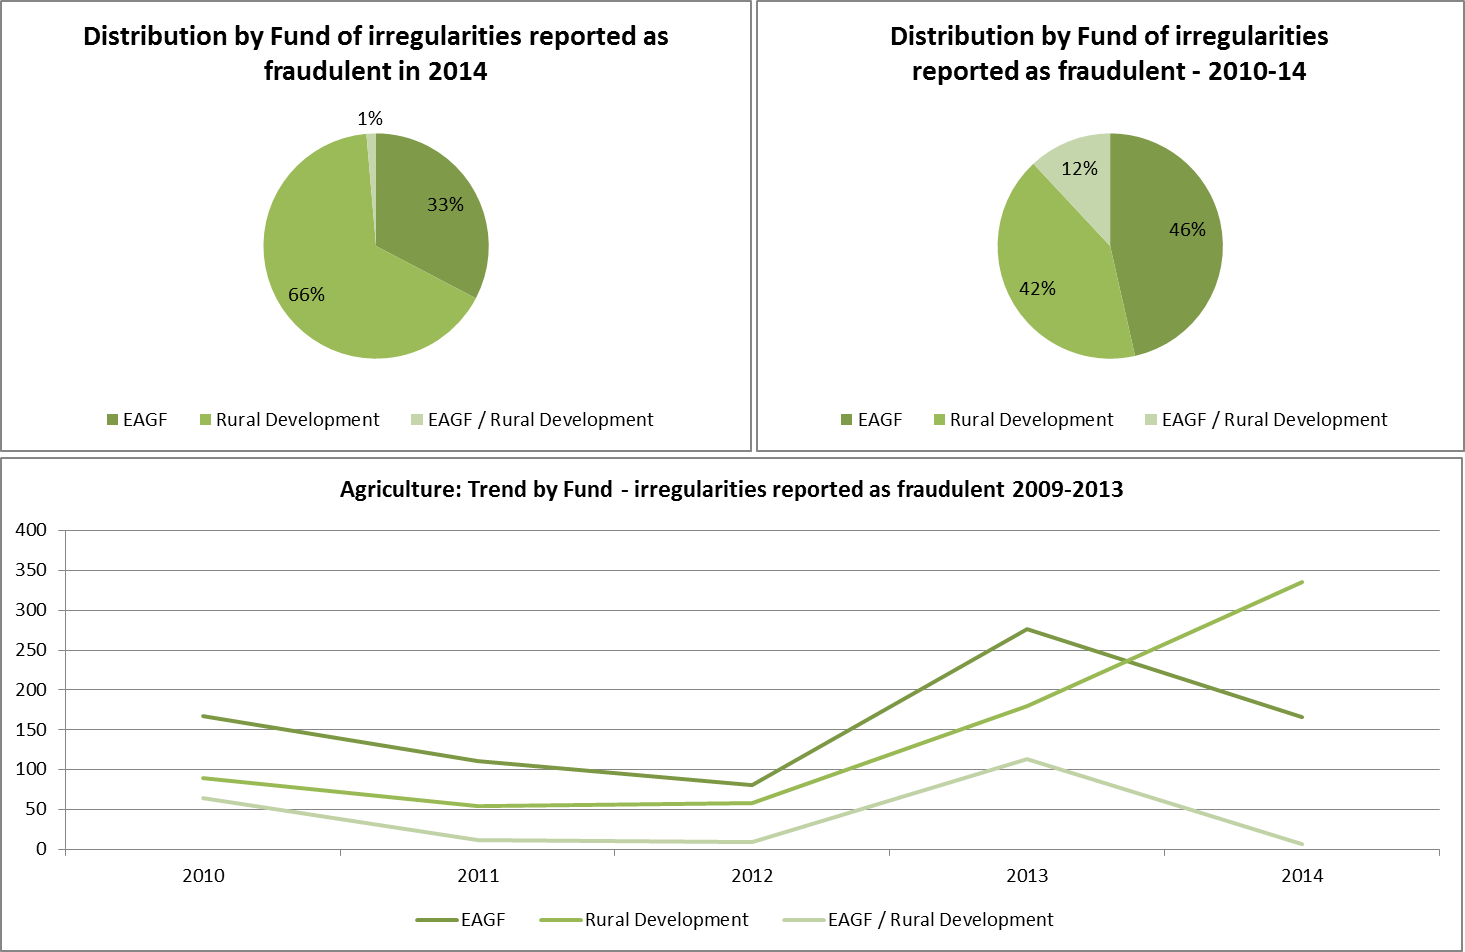 Distribution by Fund of irregularities reported as
fraudulent in 2014
1%
33%
66%
EAGF Rural Development EAGF / Rural Development
Distribution by Fund of irregularities
reported as fraudulent - 2010-14
12%
46%
42%
EAGF Rural Development EAGF / Rural Development
Agriculture: Trend by Fund - irregularities reported as fraudulent 2009-2013
400
350
300
250
200
150
100
50
0
2010 2011 2012 2013 2014
EAGF Rural Development EAGF / Rural Development